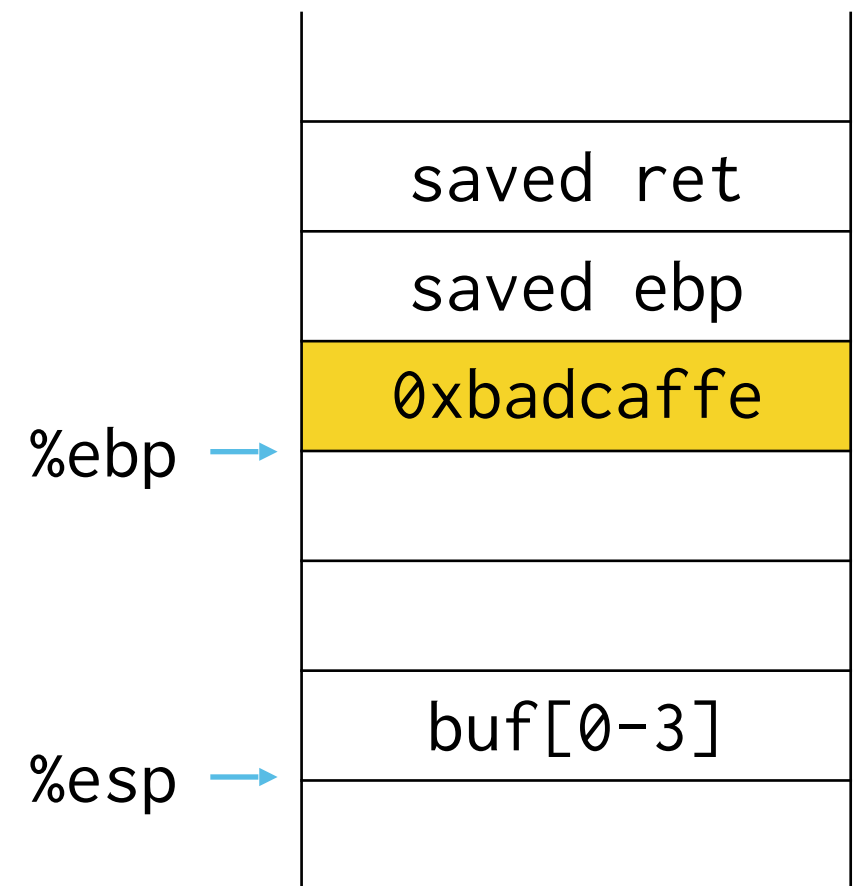 saved ret
saved ebp
0xbadcaffe
%ebp
buf[0-3]
%esp